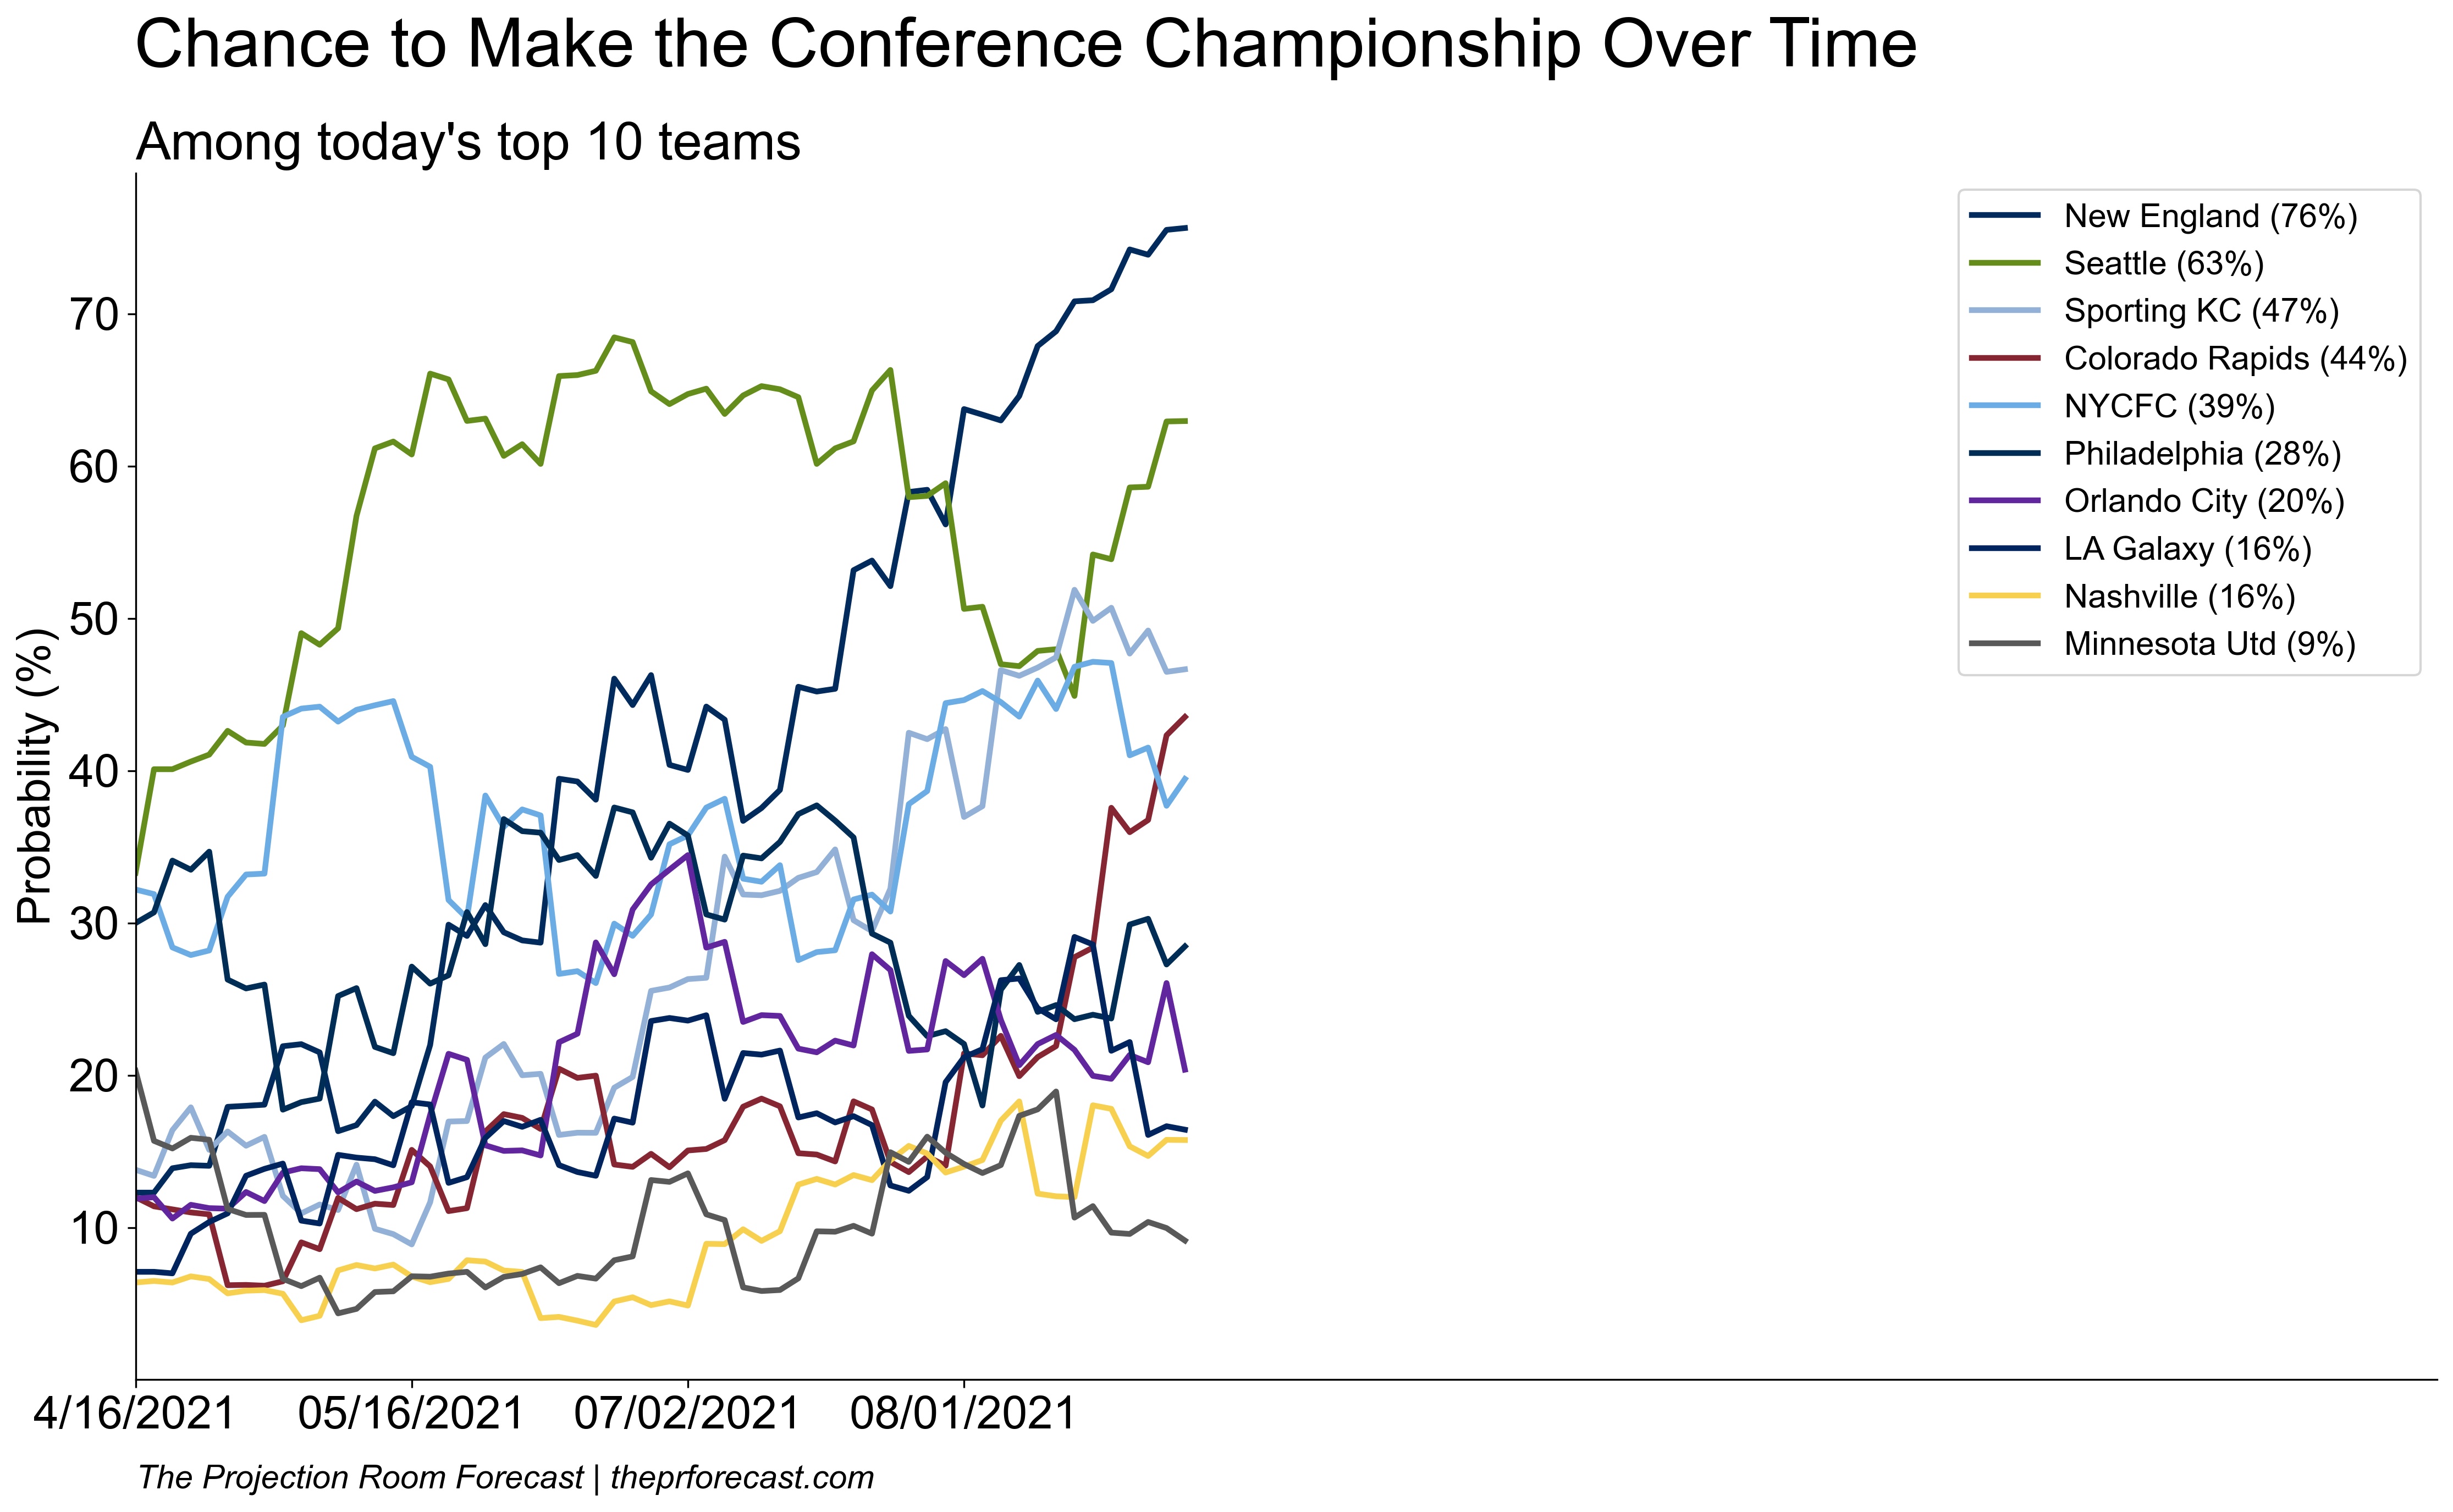 Chance to Make the Conference Championship Over Time
Among today's top 10 teams
Probability (%)
70
60
50
40
30
20
10
4/16/2021
05/16/2021
07/02/2021
08/01/2021
New England (76%)
Seattle (63%)
Sporting KC (47%)
Colorado Rapids (44%)
NYCFC (39%)
Philadelphia (28%)
Orlando City (20%)
LA Galaxy (16%)
Nashville (16%)
Minnesota Utd (9%)
The Projection Room Forecast | theprforecast.com